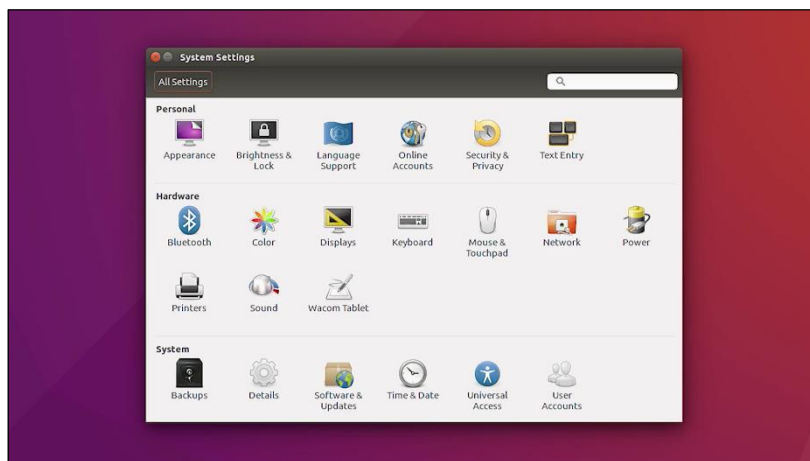 System Settings
All Settings
Personal
Appearance
Brightness &
Lock
Language
Support
Online
Accounts
Security &
Privacy
Text Entry
Hardware
Bluetooth
Color
Displays
Keyboard
Mouse &
Touchpad
Network
Power
Printers
Sound
Wacom Tablet
System
Backups
Details
Software &
Updates
Time & Date
Universal
Access
User
Accounts